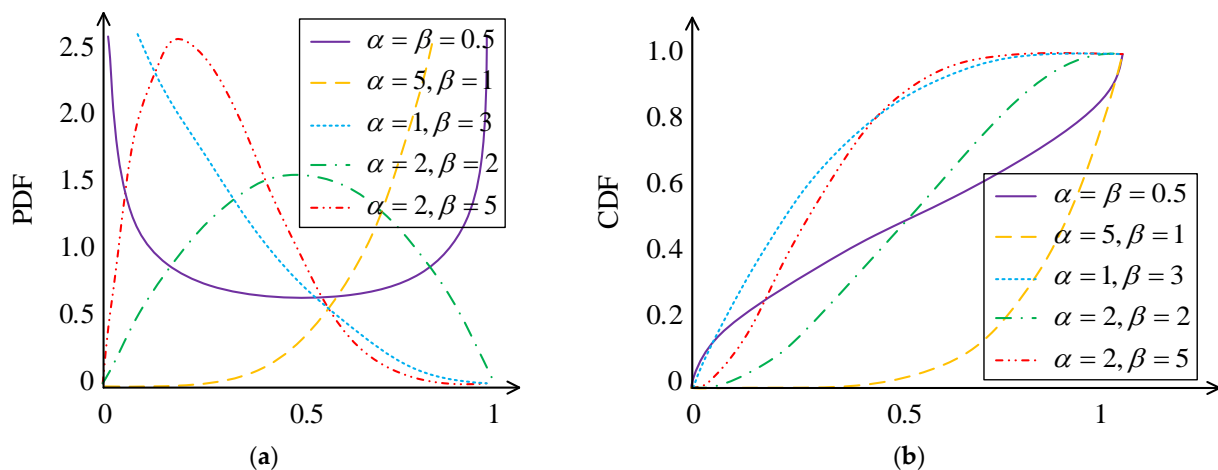 PDF
2.5
2.0
1.5
1.0
0.5
0
0
0.5
1
α = β = 0.5
α = 5, β = 1
α = 1, β = 3
α = 2, β = 2
α = 2, β = 5
(a)
CDF
1.0
0.8
0.6
0.4
0.2
0
0
0.5
1
α = β = 0.5
α = 5, β = 1
α = 1, β = 3
α = 2, β = 2
α = 2, β = 5
(b)